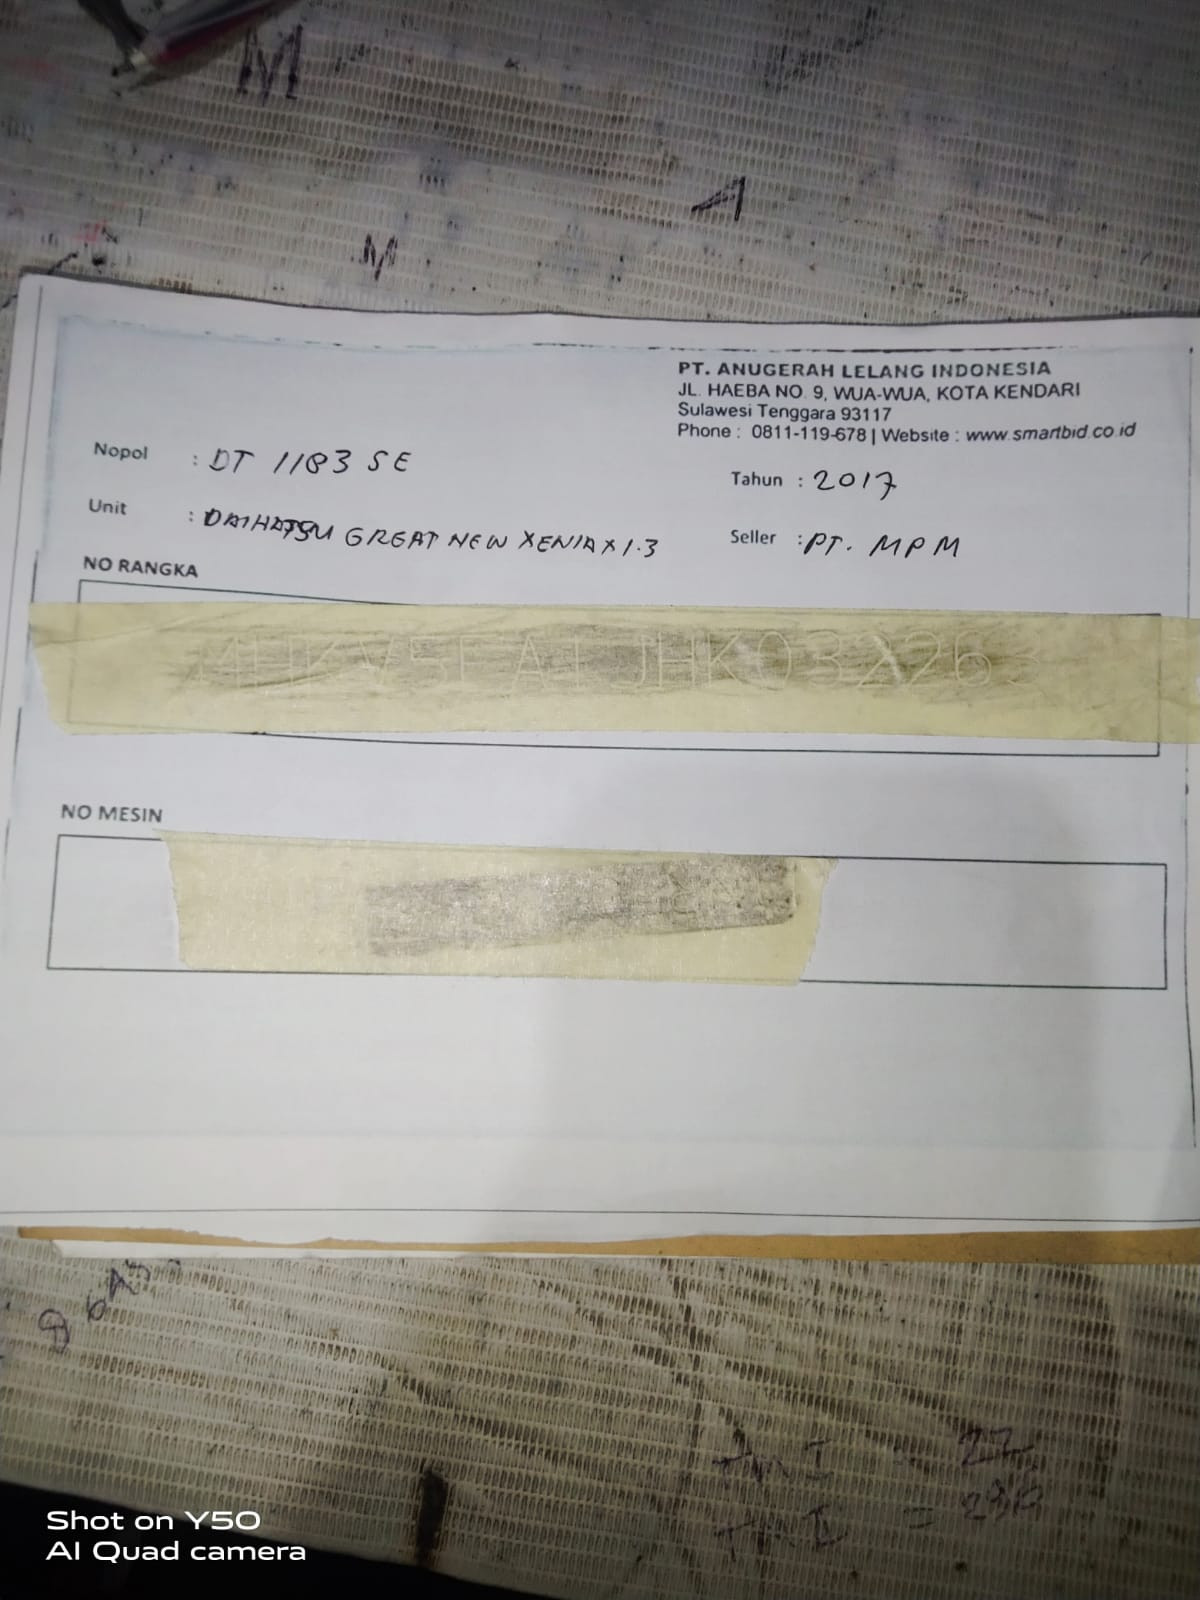 M
A
M
PT. ANUGERAH LELANG INDONESIA
JL. HAEBA NO. 9, WUA-WUA, KOTA KENDARI
Sulawesi Tenggara 93117
Phone : 0811-119-678 | Website : www.smartbid.co.id
Nopol : DT 1183 SE
Tahun : 2017
Unit : DAIHATSU GREAT NEW XENIA X 1.3
Seller : PT. MPM
NO RANGKA
NO MESIN
Shot on Y50
AI Quad camera